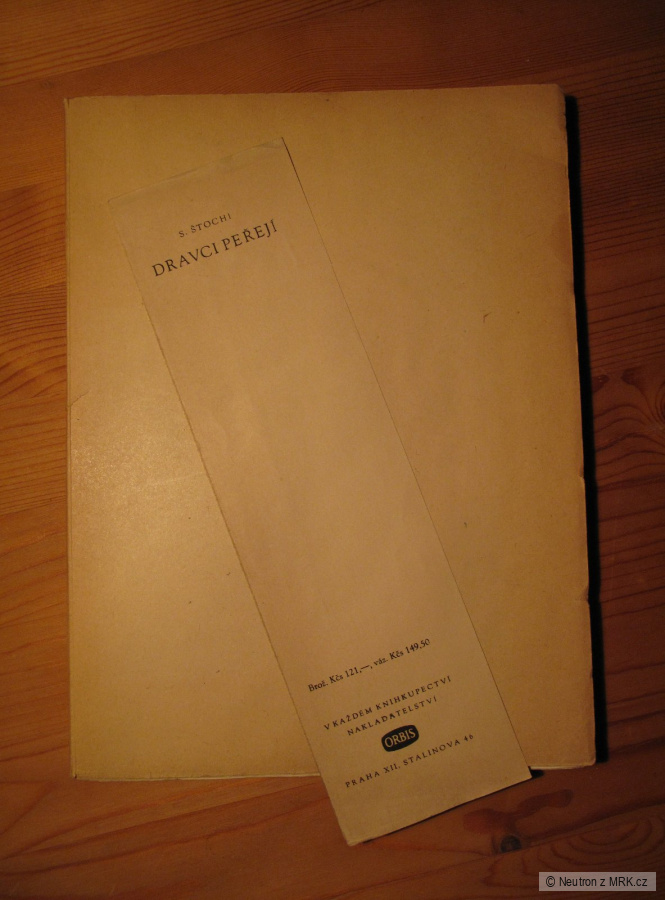 S. ŠTOCHI
DRAVCI PEŘEJÍ
Brož. Kčs 121,—, váz. Kčs 149,50
V KAŽDÉM KNIHKUPECTVÍ
NAKLADATELSTVÍ
ORBIS
PRAHA XII, STALINOVA 46
© Neutron z MRK.cz